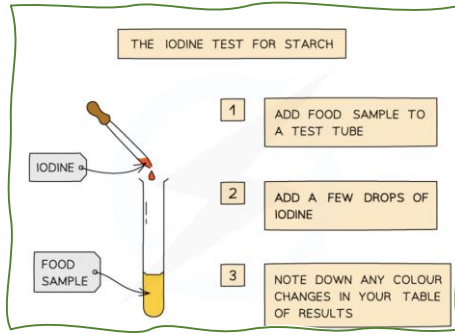 THE IODINE TEST FOR STARCH
1
ADD FOOD SAMPLE TO
A TEST TUBE
IODINE
2
ADD A FEW DROPS OF
IODINE
FOOD
SAMPLE
3
NOTE DOWN ANY COLOUR
CHANGES IN YOUR TABLE
OF RESULTS